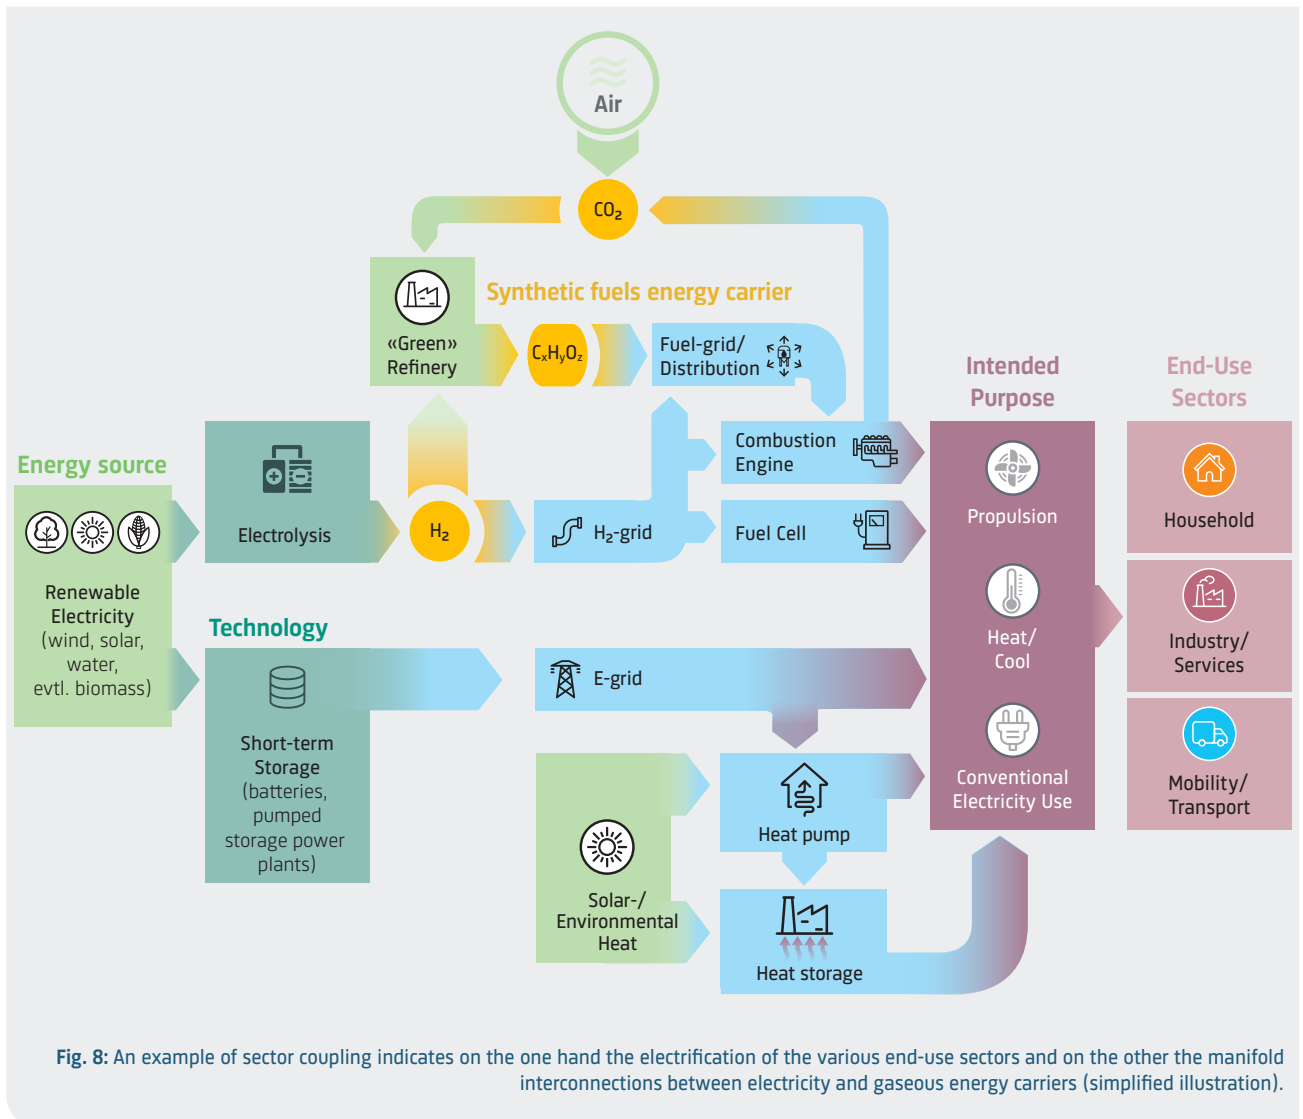 Air
CO₂
Synthetic fuels energy carrier
«Green»
Refinery
CₓHᵧO_z
Fuel-grid/
Distribution
Intended
Purpose
End-Use
Sectors
Energy source
Renewable
Electricity
(wind, solar,
water,
evtl. biomass)
Electrolysis
H₂
H₂-grid
Combustion
Engine
Fuel Cell
Propulsion
Heat/
Cool
Conventional
Electricity Use
Household
Industry/
Services
Mobility/
Transport
Technology
Short-term
Storage
(batteries,
pumped
storage power
plants)
E-grid
Solar-/
Environmental
Heat
Heat pump
Heat storage
Fig. 8: An example of sector coupling indicates on the one hand the electrification of the various end-use sectors and on the other the manifold
interconnections between electricity and gaseous energy carriers (simplified illustration).